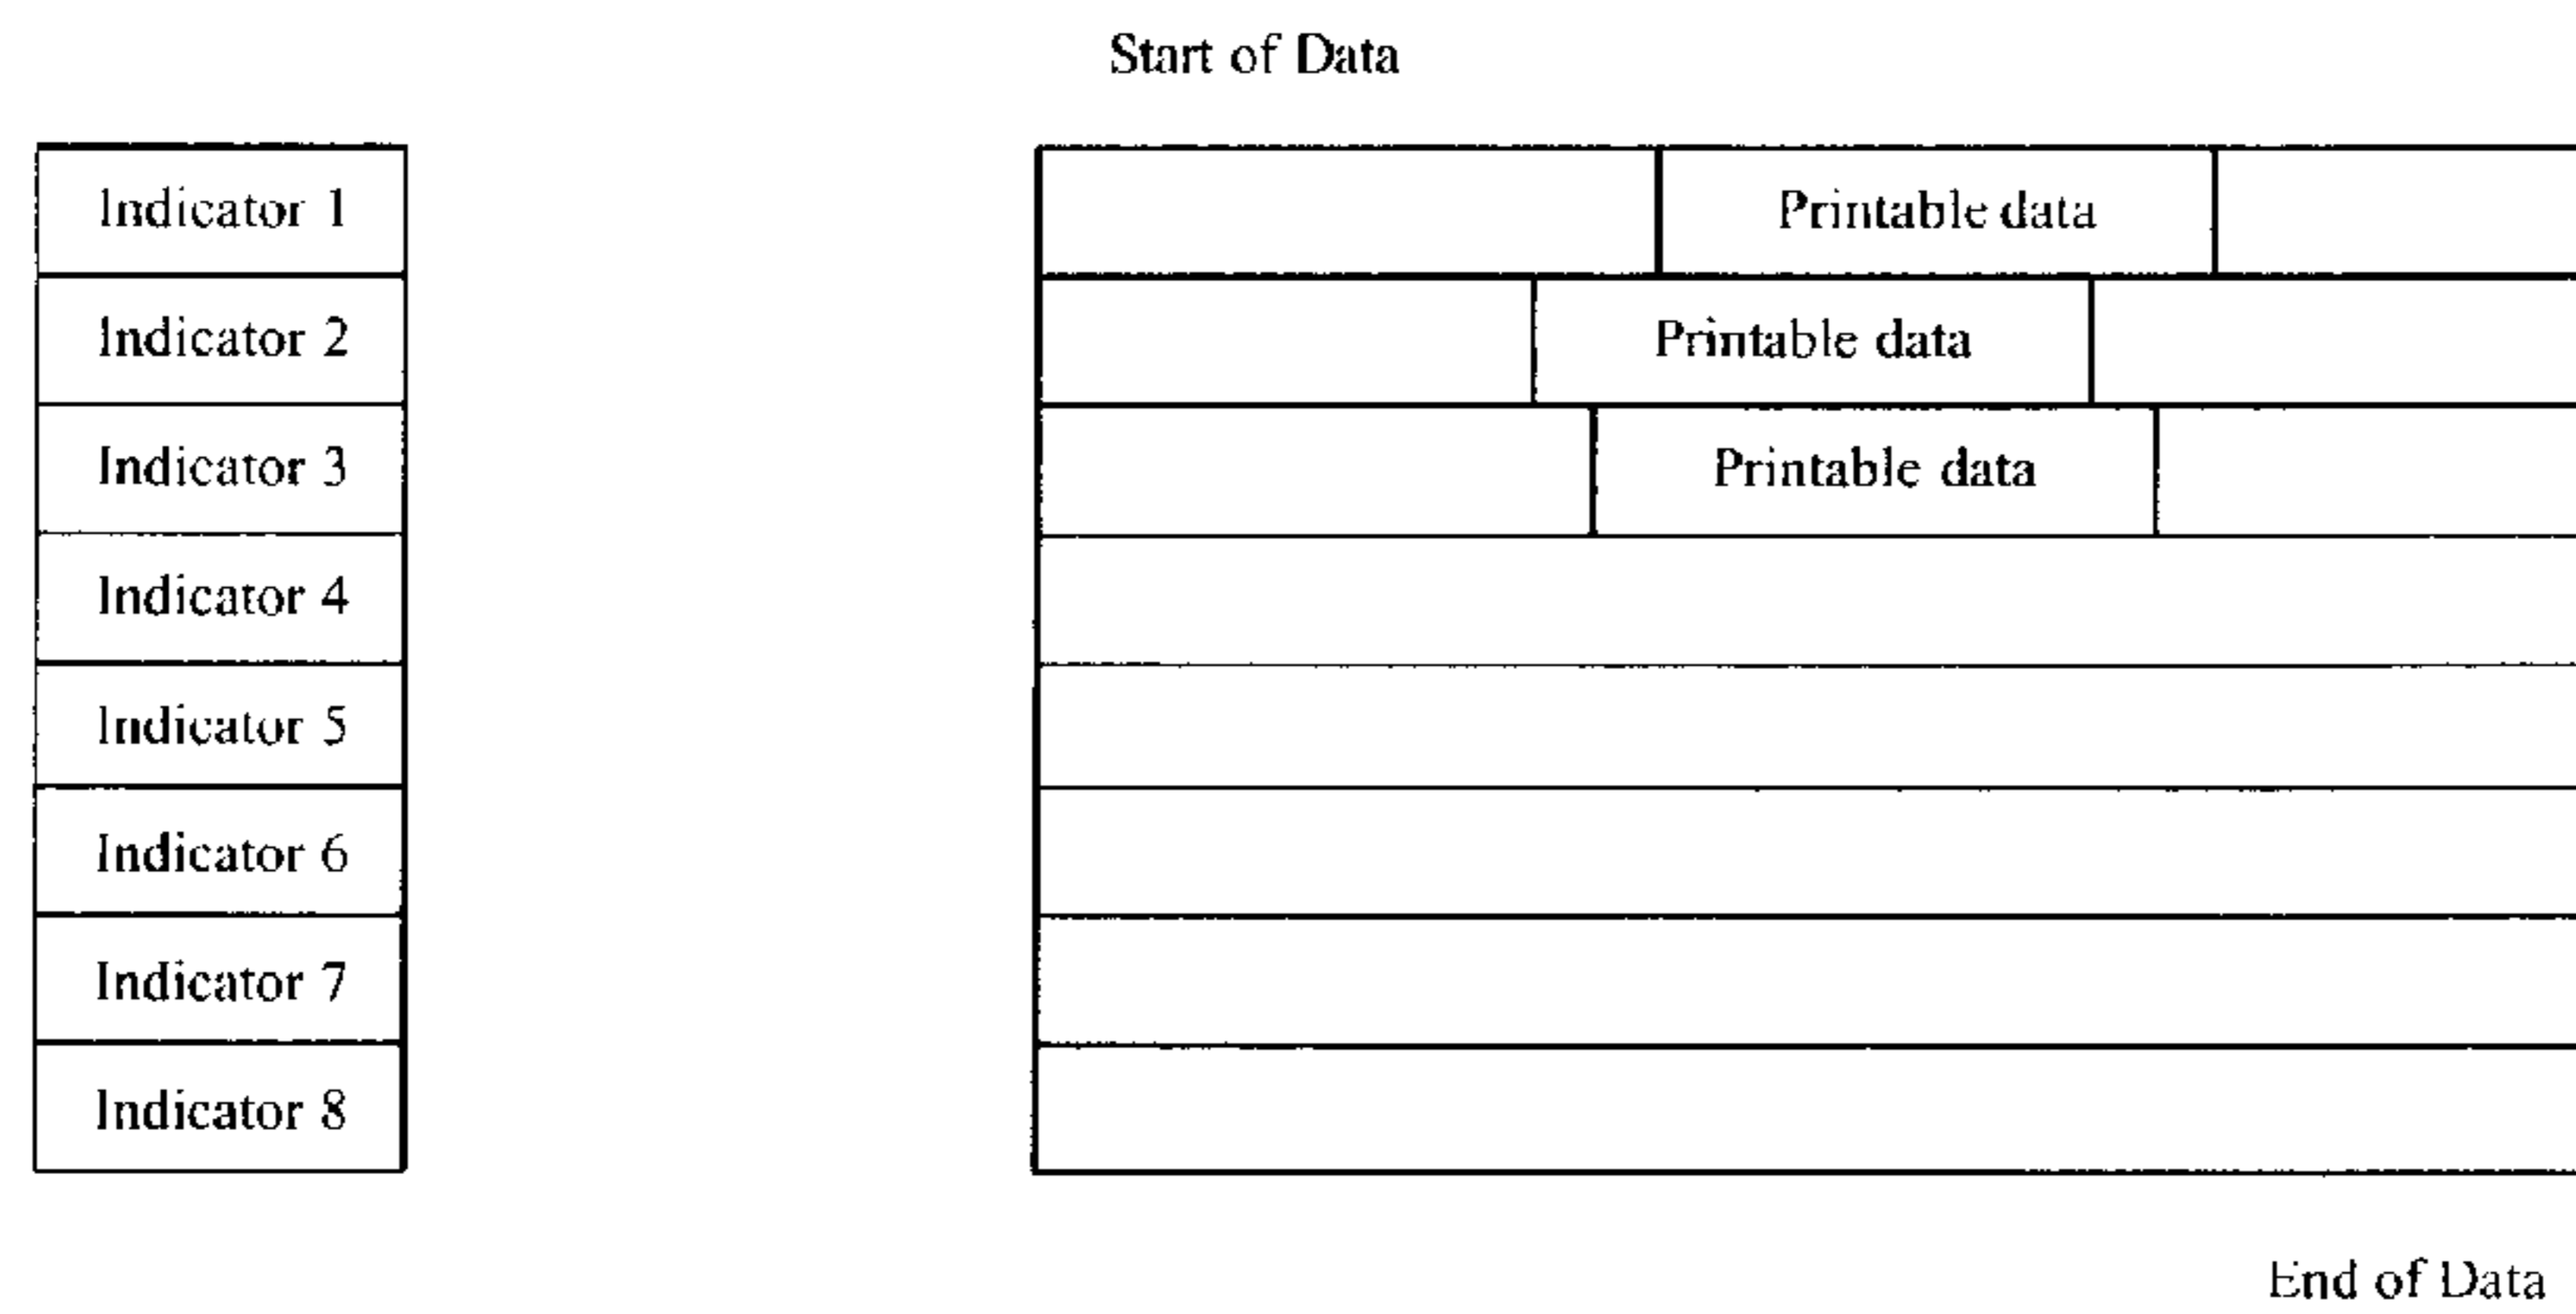 Start of Data
Indicator 1 Printable data
Indicator 2 Printable data
Indicator 3 Printable data
Indicator 4
Indicator 5
Indicator 6
Indicator 7
Indicator 8
End of Data